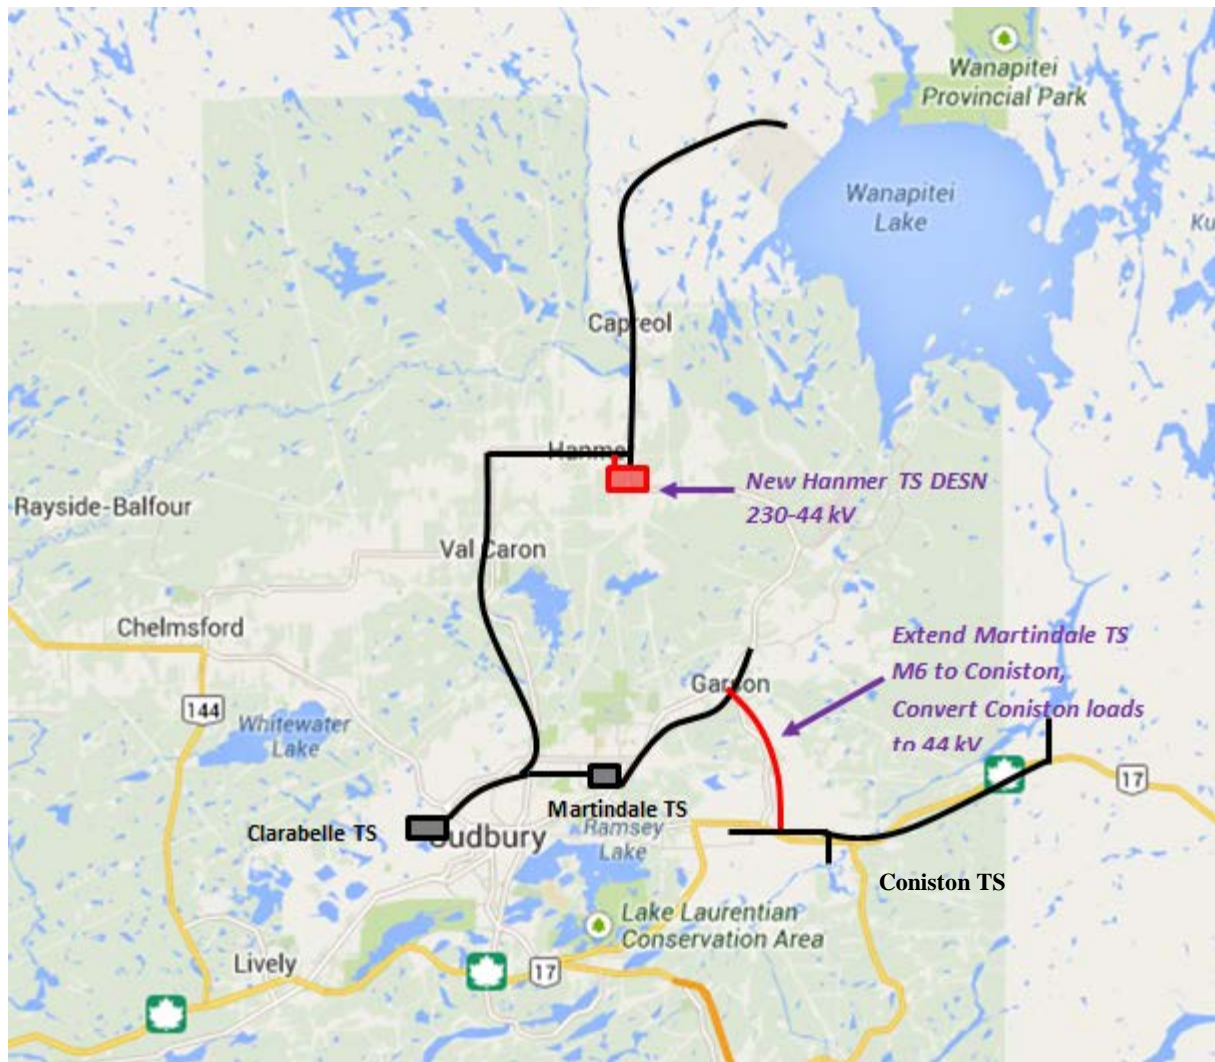 Wanapitei
Provincial Park
Wanapitei
Lake
Ku
Capreol
Hanmer
New Hanmer TS DESN
230-44 kV
Rayside-Balfour
Val Caron
Chelmsford
Extend Martindale TS
M6 to Coniston,
Convert Coniston loads
to 44 kV
Garson
144
Whitewater
Lake
17
Martindale TS
Clarabelle TS
Sudbury
Ramsey
Lake
Coniston TS
Lake Laurentian
Conservation Area
Lively
17